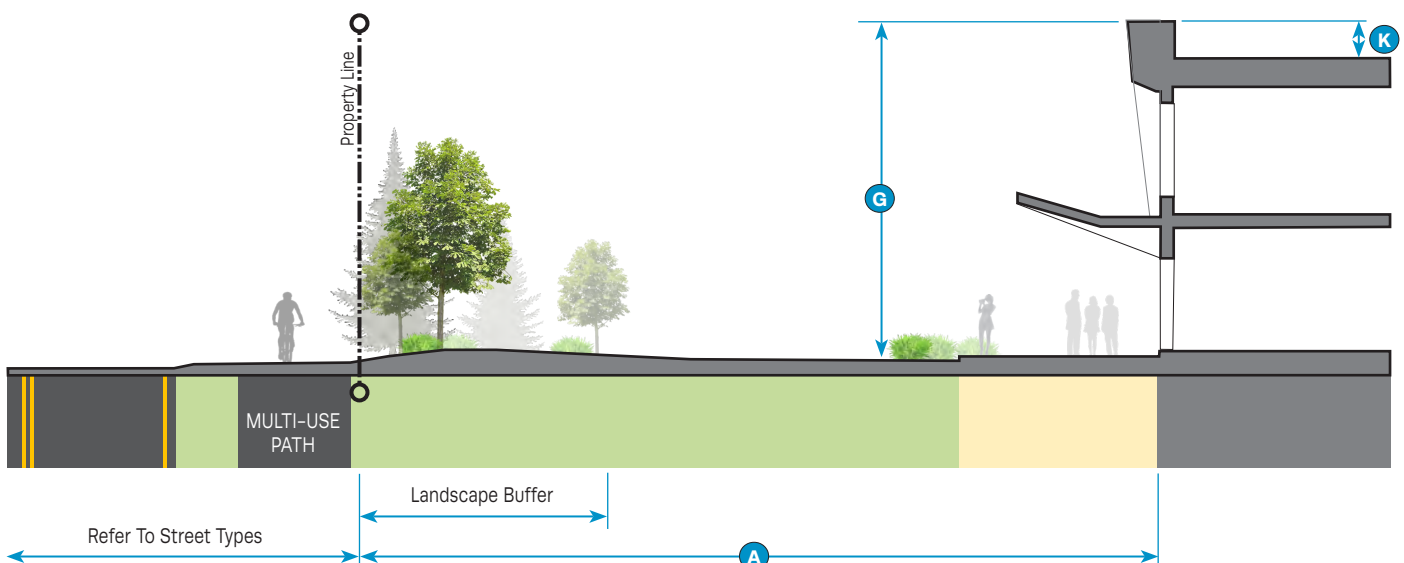 K
Property Line
G
MULTI-USE
PATH
Landscape Buffer
Refer To Street Types
A